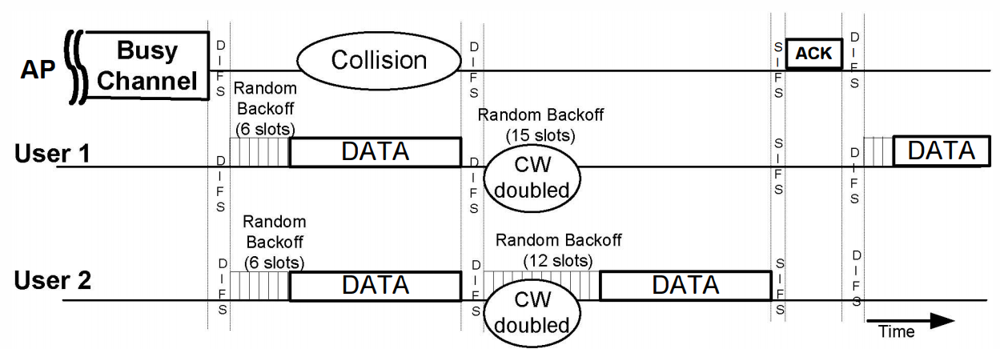 AP
Busy
Channel
DIFS
Collision
DIFS
SIFS
ACK
DIFS
Random
Backoff
(6 slots)
Random Backoff
(15 slots)
User 1
DIFS
DATA
DIFS
CW
doubled
SIFS
DIFS
DATA
Random
Backoff
(6 slots)
Random Backoff
(12 slots)
User 2
DIFS
DATA
DIFS
CW
doubled
DATA
SIFS
DIFS
Time